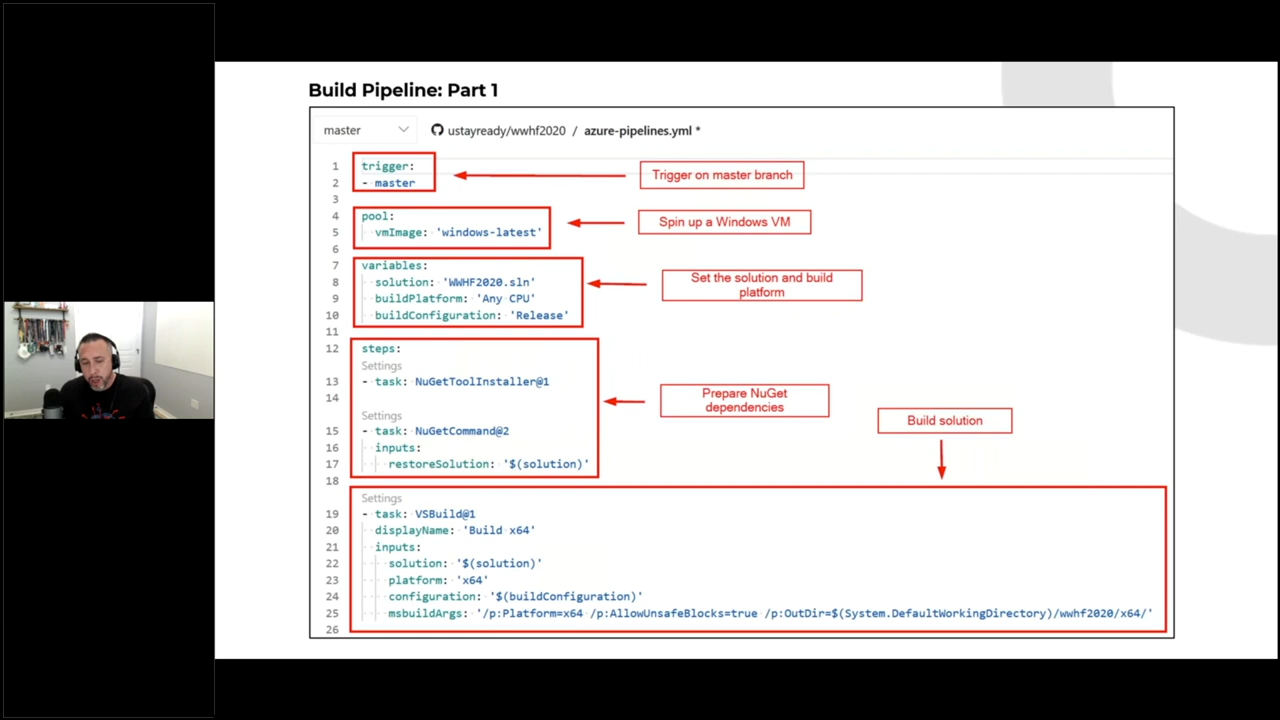 Build Pipeline: Part 1
master
ustayready/wwhf2020 / azure-pipelines.yml *
1 trigger:
2 - master
Trigger on master branch
3
4 pool:
5 vmImage: 'windows-latest'
Spin up a Windows VM
6
7 variables:
8 solution: 'WWHF2020.sln'
9 buildPlatform: 'Any CPU'
10 buildConfiguration: 'Release'
Set the solution and build
platform
11
12 steps:
Settings
13 - task: NuGetToolInstaller@1
14
Settings
15 - task: NuGetCommand@2
16 inputs:
17 restoreSolution: '$(solution)'
Prepare NuGet
dependencies
18
Build solution
Settings
19 - task: VSBuild@1
20 displayName: 'Build x64'
21 inputs:
22 solution: '$(solution)'
23 platform: 'x64'
24 configuration: '$(buildConfiguration)'
25 msbuildArgs: '/p:Platform=x64 /p:AllowUnsafeBlocks=true /p:OutDir=$(System.DefaultWorkingDirectory)/wwhf2020/x64/'
26